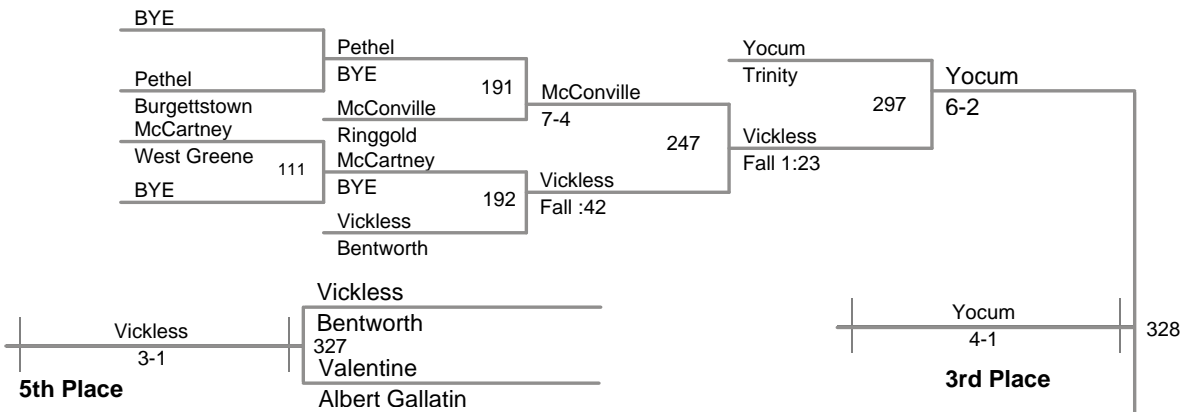 BYE
Pethel
Burgettstown
McCartney
West Greene
111
BYE
Pethel
BYE
191
McConville
Ringgold
McCartney
BYE
192
Vickless
Bentworth
McConville
7-4
247
Vickless
Fall :42
Yocum
Trinity
297
Vickless
Fall 1:23
Yocum
6-2
Vickless
3-1
5th Place
Vickless
Bentworth
327
Valentine
Albert Gallatin
Yocum
4-1
3rd Place
328